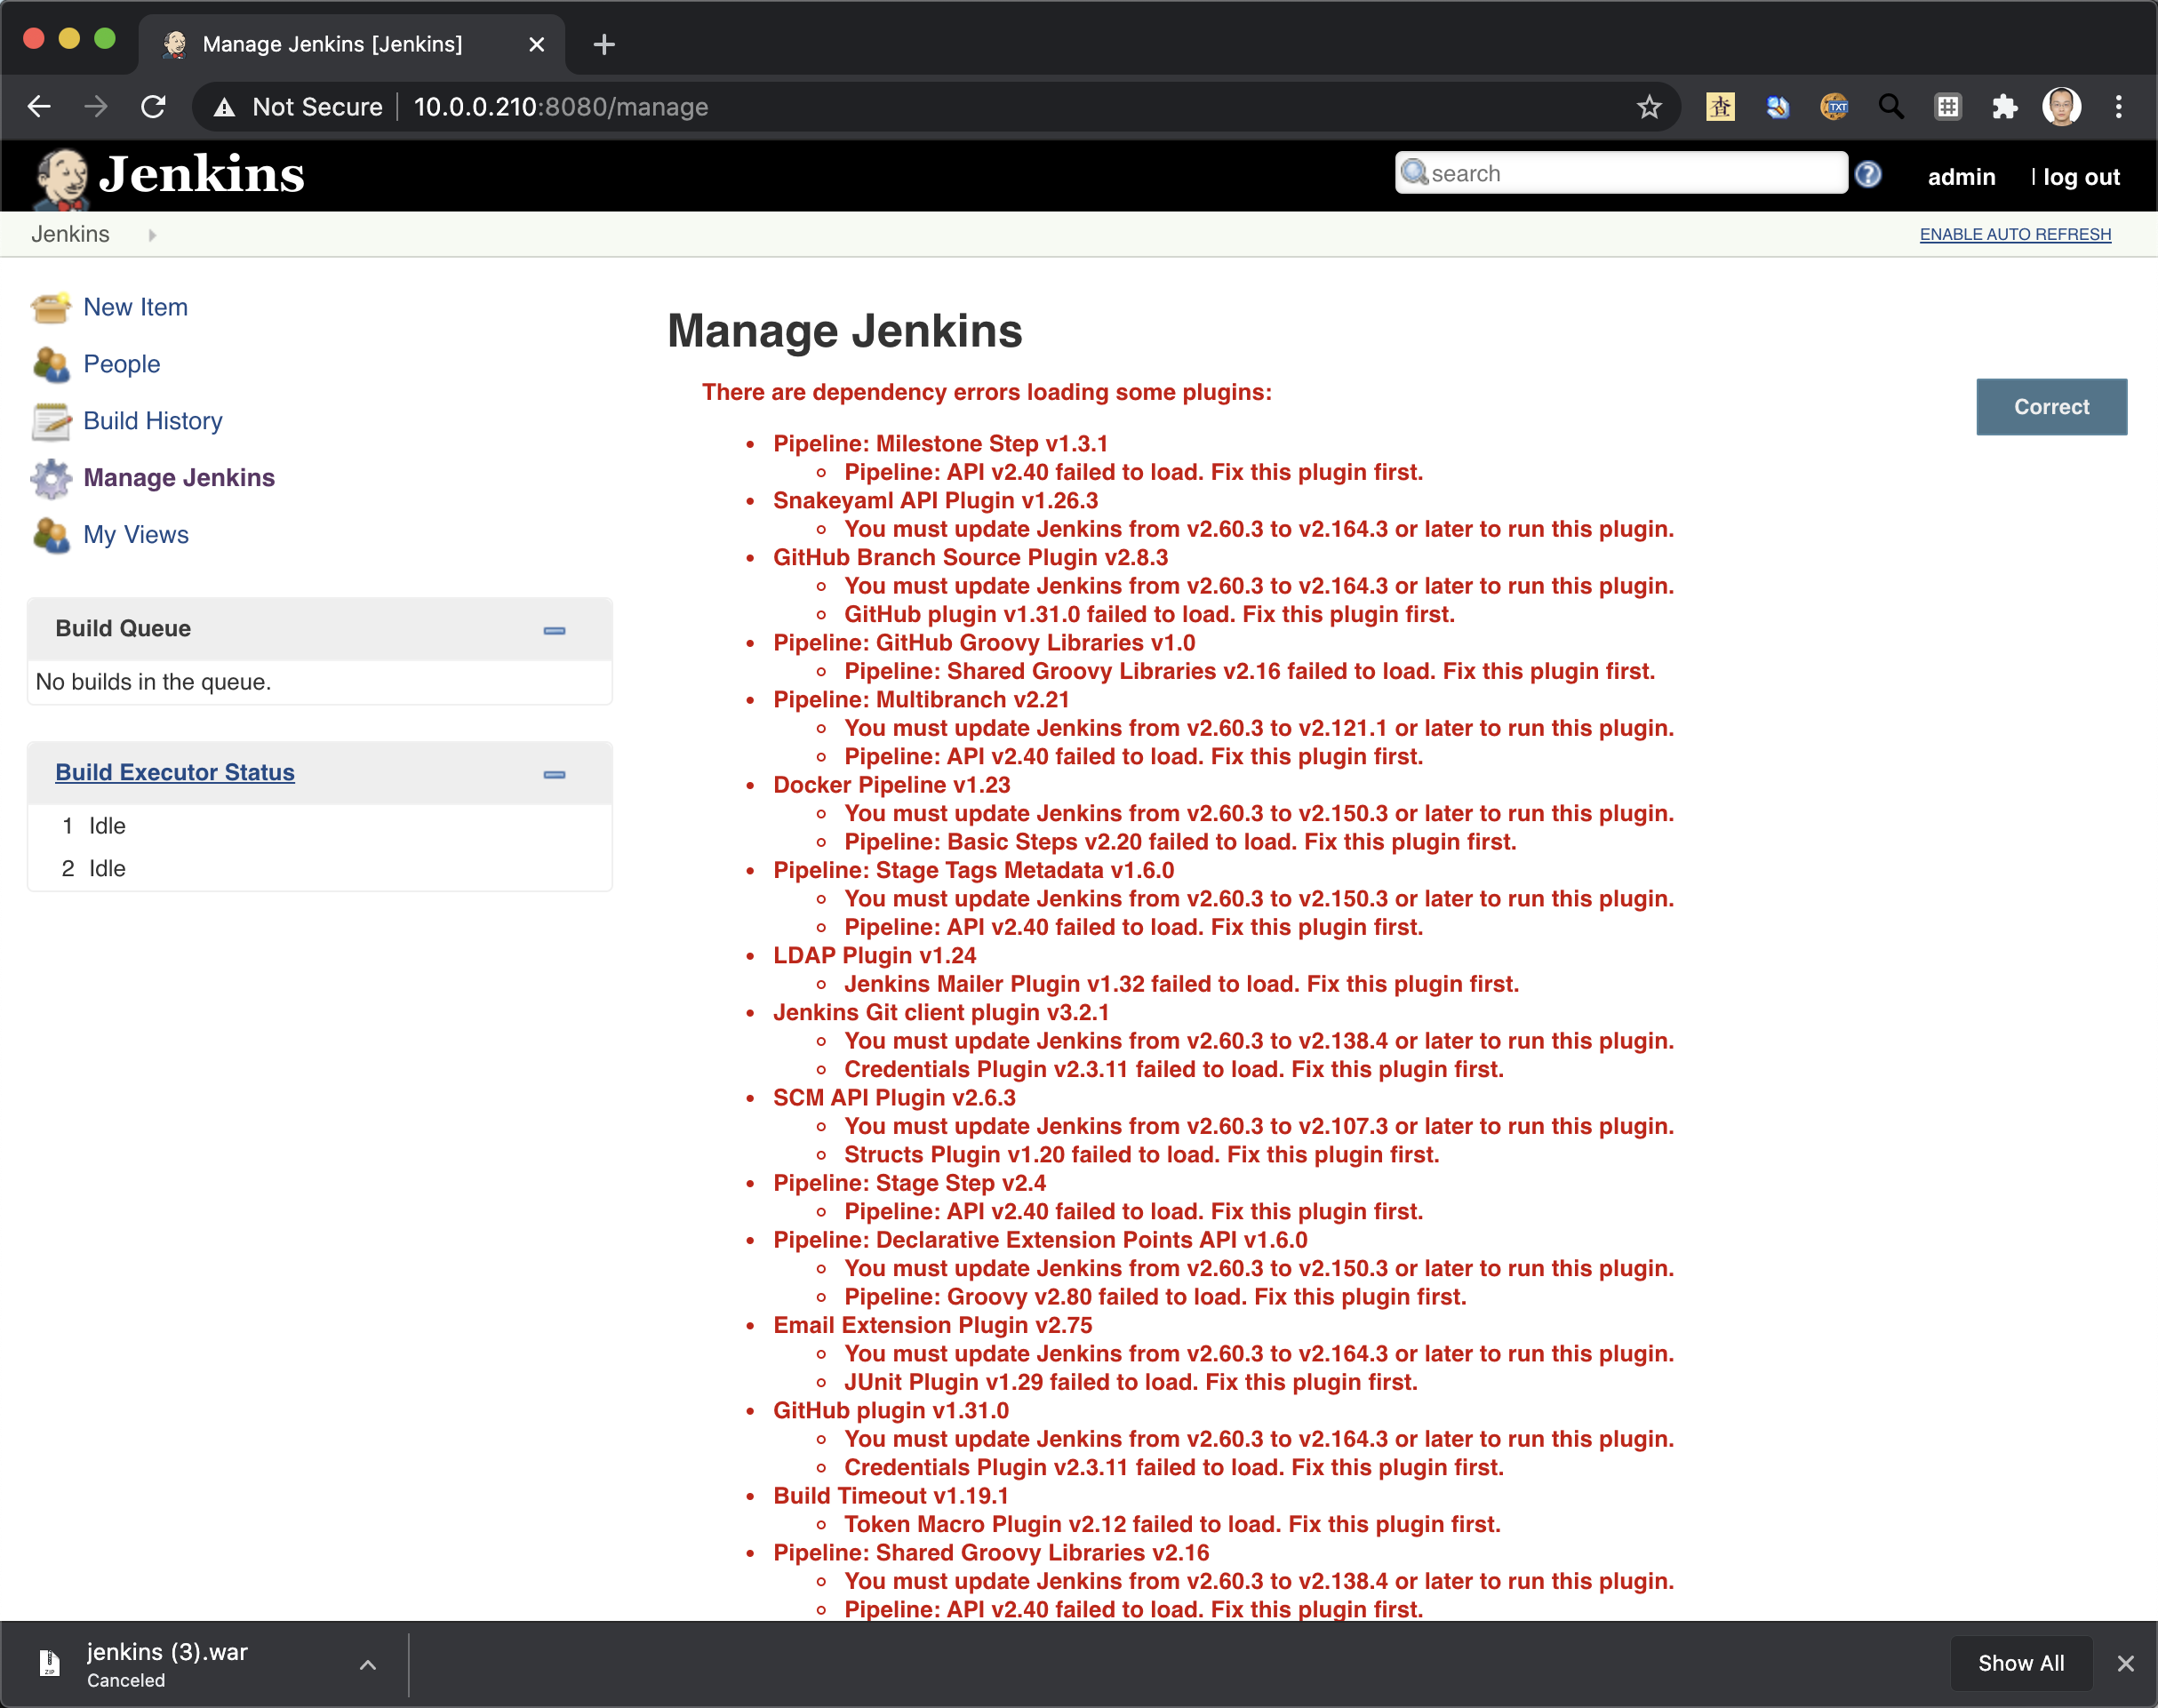 Manage Jenkins [Jenkins]
Not Secure
10.0.0.210:8080/manage
査
TXT
Jenkins
search
admin
| log out
Jenkins
ENABLE AUTO REFRESH
New Item
People
Build History
Manage Jenkins
My Views
Build Queue
No builds in the queue.
Build Executor Status
1 Idle
2 Idle
Manage Jenkins
There are dependency errors loading some plugins:
Correct
Pipeline: Milestone Step v1.3.1
Pipeline: API v2.40 failed to load. Fix this plugin first.
Snakeyaml API Plugin v1.26.3
You must update Jenkins from v2.60.3 to v2.164.3 or later to run this plugin.
GitHub Branch Source Plugin v2.8.3
You must update Jenkins from v2.60.3 to v2.164.3 or later to run this plugin.
GitHub plugin v1.31.0 failed to load. Fix this plugin first.
Pipeline: GitHub Groovy Libraries v1.0
Pipeline: Shared Groovy Libraries v2.16 failed to load. Fix this plugin first.
Pipeline: Multibranch v2.21
You must update Jenkins from v2.60.3 to v2.121.1 or later to run this plugin.
Pipeline: API v2.40 failed to load. Fix this plugin first.
Docker Pipeline v1.23
You must update Jenkins from v2.60.3 to v2.150.3 or later to run this plugin.
Pipeline: Basic Steps v2.20 failed to load. Fix this plugin first.
Pipeline: Stage Tags Metadata v1.6.0
You must update Jenkins from v2.60.3 to v2.150.3 or later to run this plugin.
Pipeline: API v2.40 failed to load. Fix this plugin first.
LDAP Plugin v1.24
Jenkins Mailer Plugin v1.32 failed to load. Fix this plugin first.
Jenkins Git client plugin v3.2.1
You must update Jenkins from v2.60.3 to v2.138.4 or later to run this plugin.
Credentials Plugin v2.3.11 failed to load. Fix this plugin first.
SCM API Plugin v2.6.3
You must update Jenkins from v2.60.3 to v2.107.3 or later to run this plugin.
Structs Plugin v1.20 failed to load. Fix this plugin first.
Pipeline: Stage Step v2.4
Pipeline: API v2.40 failed to load. Fix this plugin first.
Pipeline: Declarative Extension Points API v1.6.0
You must update Jenkins from v2.60.3 to v2.150.3 or later to run this plugin.
Pipeline: Groovy v2.80 failed to load. Fix this plugin first.
Email Extension Plugin v2.75
You must update Jenkins from v2.60.3 to v2.164.3 or later to run this plugin.
JUnit Plugin v1.29 failed to load. Fix this plugin first.
GitHub plugin v1.31.0
You must update Jenkins from v2.60.3 to v2.164.3 or later to run this plugin.
Credentials Plugin v2.3.11 failed to load. Fix this plugin first.
Build Timeout v1.19.1
Token Macro Plugin v2.12 failed to load. Fix this plugin first.
Pipeline: Shared Groovy Libraries v2.16
You must update Jenkins from v2.60.3 to v2.138.4 or later to run this plugin.
Pipeline: API v2.40 failed to load. Fix this plugin first.
ZIP
jenkins (3).war
Canceled
Show All